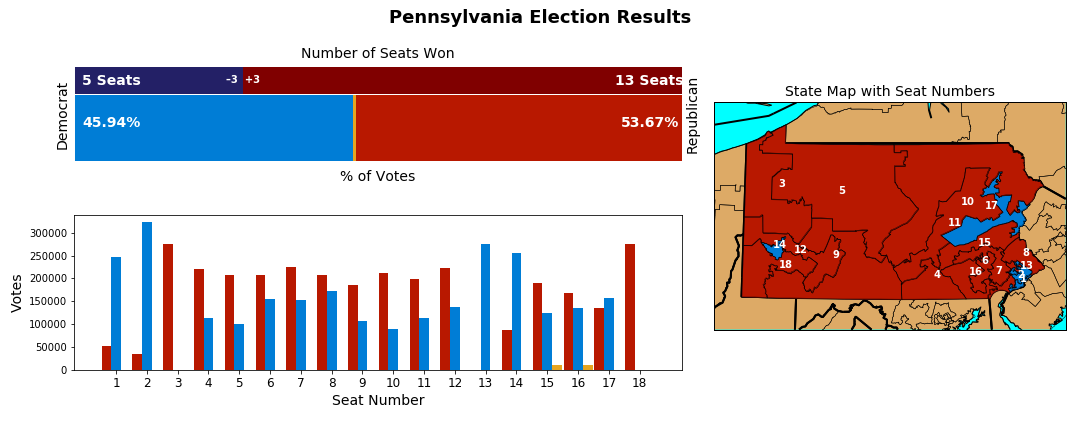 Pennsylvania Election Results
Number of Seats Won
Democrat
5 Seats
-3
+3
13 Seats
45.94%
53.67%
Republican
% of Votes
Votes
300000
250000
200000
150000
100000
50000
0
1 2 3 4 5 6 7 8 9 10 11 12 13 14 15 16 17 18
Seat Number
State Map with Seat Numbers
3
5
10
17
11
14
12
9
15
8
18
6
13
4
16
7
2
1